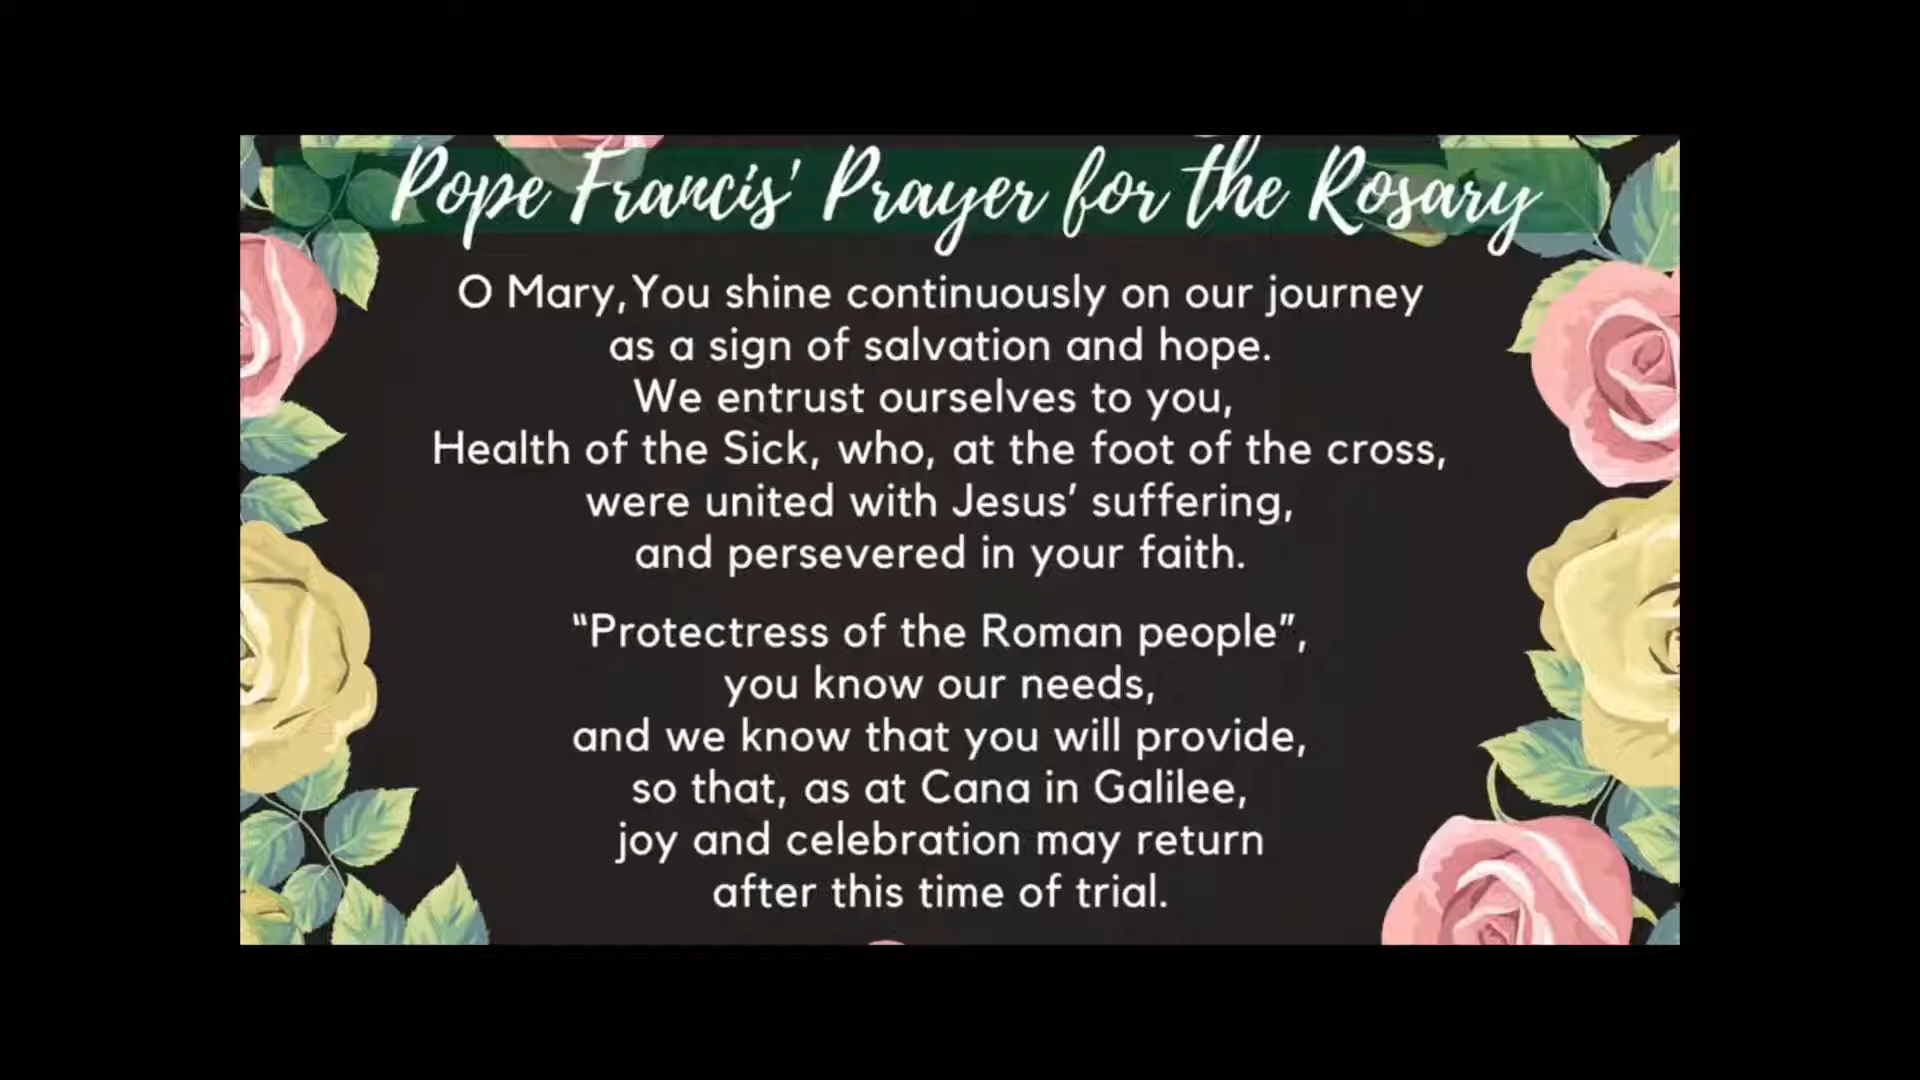 Pope Francis' Prayer for the Rosary
O Mary,You shine continuously on our journey
as a sign of salvation and hope.
We entrust ourselves to you,
Health of the Sick, who, at the foot of the cross,
were united with Jesus’ suffering,
and persevered in your faith.
“Protectress of the Roman people”,
you know our needs,
and we know that you will provide,
so that, as at Cana in Galilee,
joy and celebration may return
after this time of trial.